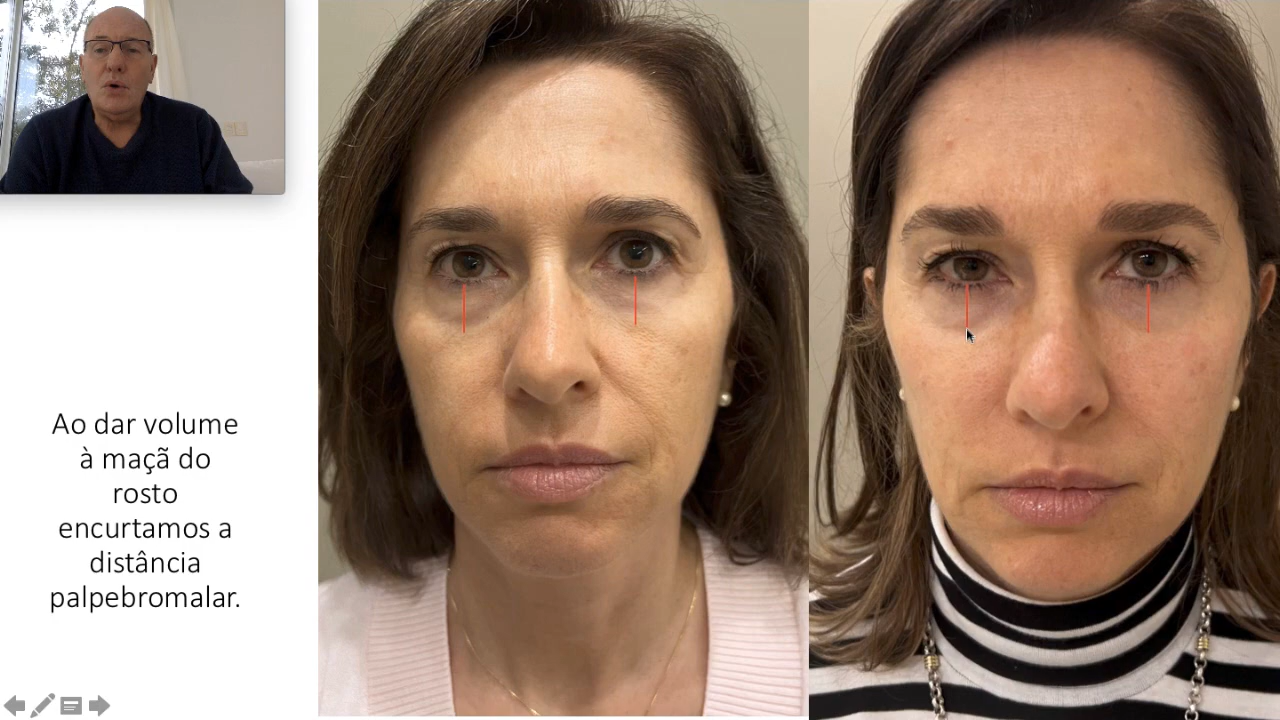 Ao dar volume
à maçã do
rosto
encurtamos a
distância
palpebromalar.